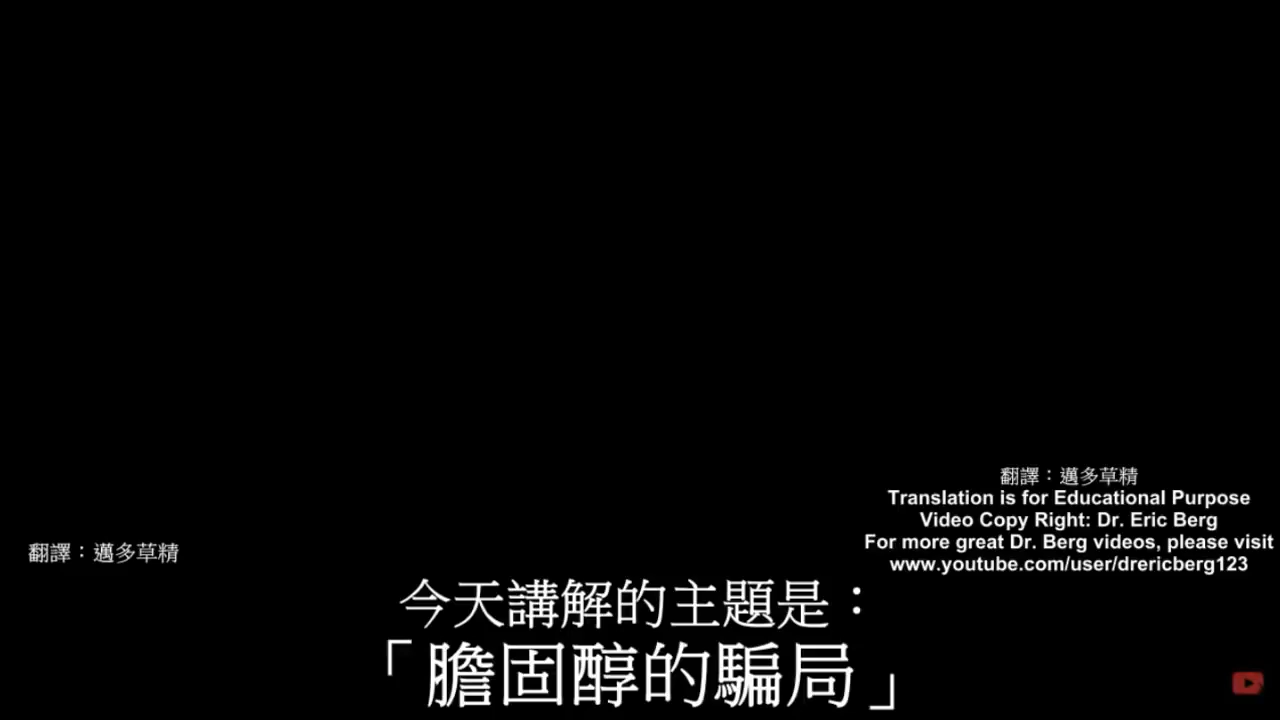 翻譯：邁多草精
Translation is for Educational Purpose
Video Copy Right: Dr. Eric Berg
For more great Dr. Berg videos, please visit
www.youtube.com/user/drericberg123
翻譯：邁多草精
今天講解的主題是：
「膽固醇的騙局」